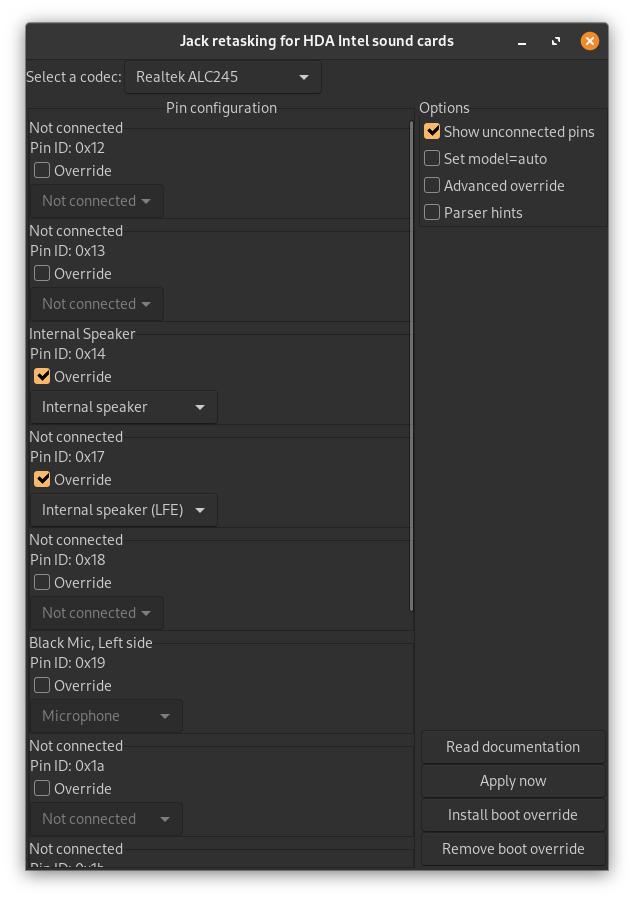 Jack retasking for HDA Intel sound cards
Select a codec: Realtek ALC245
Pin configuration
Not connected
Pin ID: 0x12
Override
Not connected
Not connected
Pin ID: 0x13
Override
Not connected
Internal Speaker
Pin ID: 0x14
Override
Internal speaker
Not connected
Pin ID: 0x17
Override
Internal speaker (LFE)
Not connected
Pin ID: 0x18
Override
Not connected
Black Mic, Left side
Pin ID: 0x19
Override
Microphone
Not connected
Pin ID: 0x1a
Override
Not connected
Not connected
Pin ID: 0x1b
Options
Show unconnected pins
Set model=auto
Advanced override
Parser hints
Read documentation
Apply now
Install boot override
Remove boot override